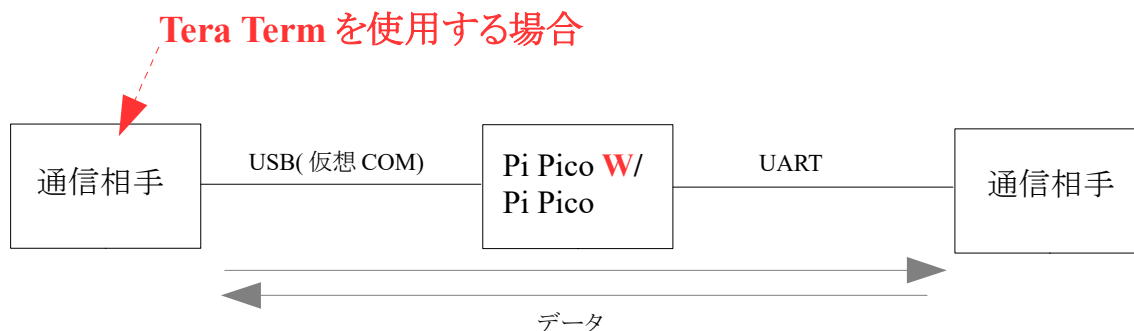 Tera Term を使用する場合
通信相手
USB( 仮想 COM)
Pi Pico W/
Pi Pico
UART
通信相手
データ